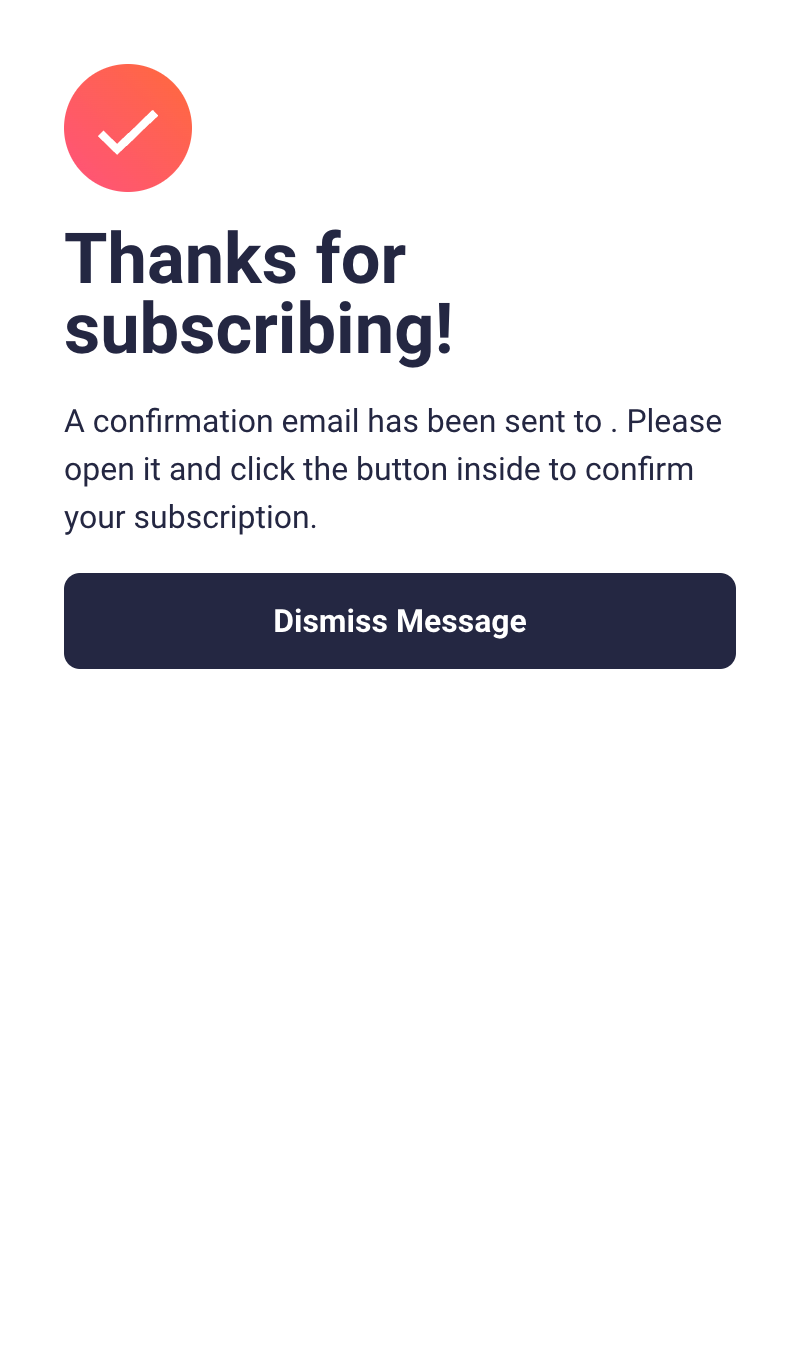 Thanks for
subscribing!
A confirmation email has been sent to . Please
open it and click the button inside to confirm
your subscription.
Dismiss Message